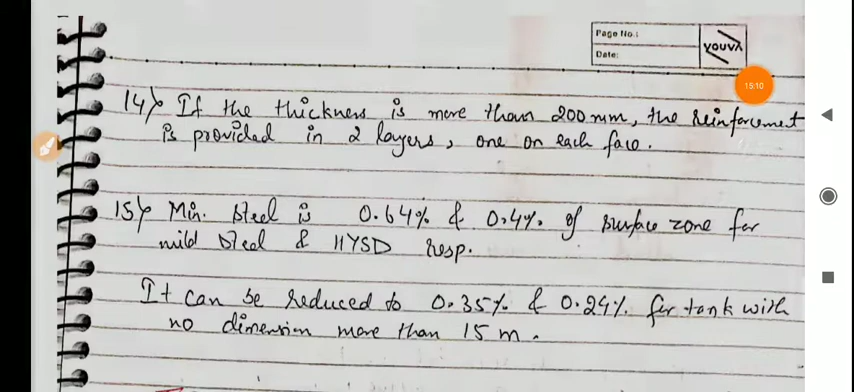 Page No.:
Date:
YOUVA
15:10
14) If the thickness is more than 200 mm, the reinforcement
is provided in 2 layers, one on each face.
15) Min. steel is 0.64% & 0.4% of surface zone for
mild steel & HYSD resp.
It can be reduced to 0.35% & 0.24% for tank with
no dimension more than 15 m.